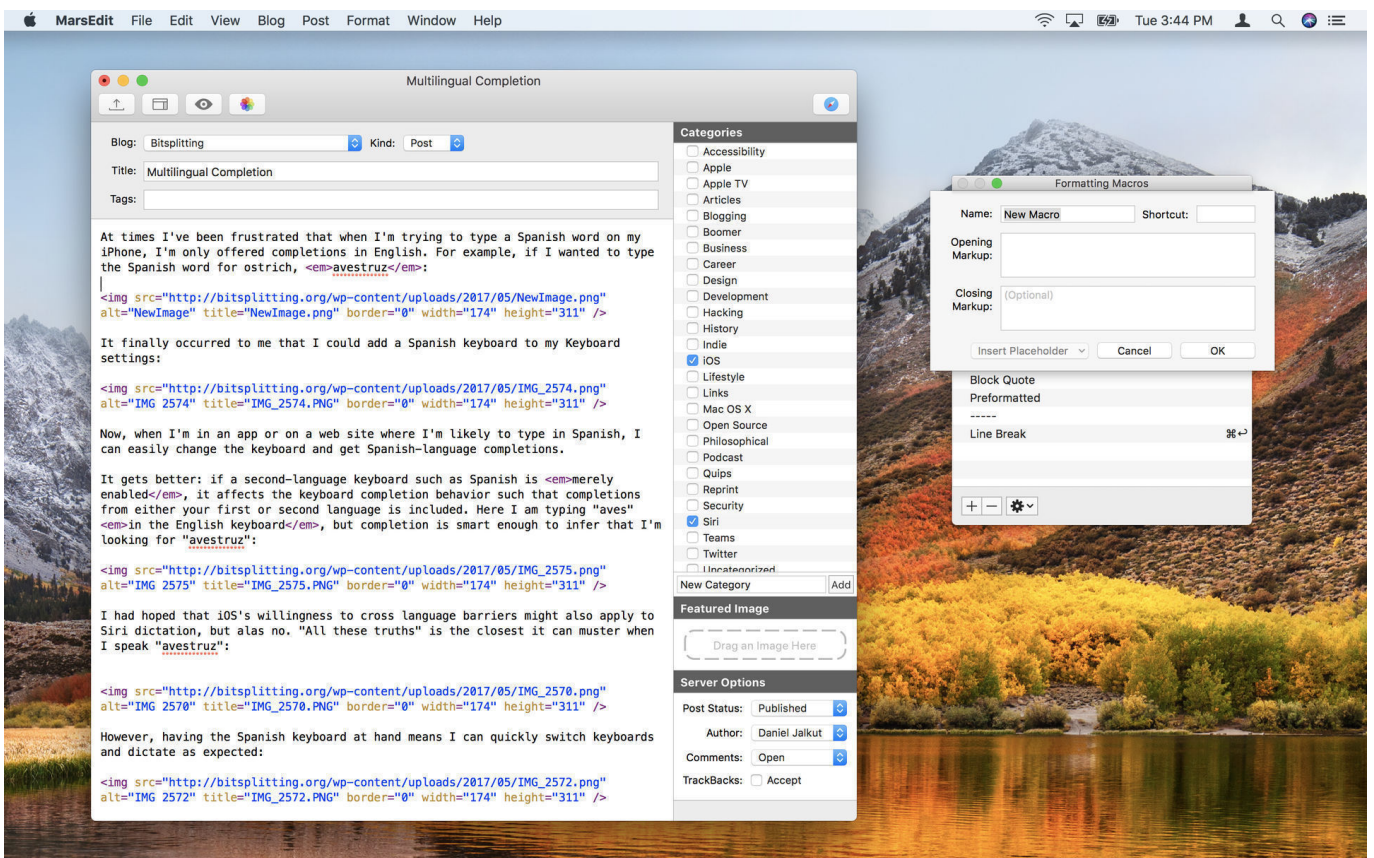 MarsEdit File Edit View Blog Post Format Window Help Tue 3:44 PM
Multilingual Completion
Blog: Bitsplitting Kind: Post
Title: Multilingual Completion
Tags:
At times I've been frustrated that when I'm trying to type a Spanish word on my
iPhone, I'm only offered completions in English. For example, if I wanted to type
the Spanish word for ostrich, <em>avestruz</em>:
<img src="http://bitsplitting.org/wp-content/uploads/2017/05/NewImage.png"
alt="NewImage" title="NewImage.png" border="0" width="174" height="311" />
It finally occurred to me that I could add a Spanish keyboard to my Keyboard
settings:
<img src="http://bitsplitting.org/wp-content/uploads/2017/05/IMG_2574.png"
alt="IMG 2574" title="IMG_2574.PNG" border="0" width="174" height="311" />
Now, when I'm in an app or on a web site where I'm likely to type in Spanish, I
can easily change the keyboard and get Spanish-language completions.
It gets better: if a second-language keyboard such as Spanish is <em>merely
enabled</em>, it affects the keyboard completion behavior such that completions
from either your first or second language is included. Here I am typing "aves"
<em>in the English keyboard</em>, but completion is smart enough to infer that I'm
looking for "avestruz":
<img src="http://bitsplitting.org/wp-content/uploads/2017/05/IMG_2575.png"
alt="IMG 2575" title="IMG_2575.PNG" border="0" width="174" height="311" />
I had hoped that iOS's willingness to cross language barriers might also apply to
Siri dictation, but alas no. "All these truths" is the closest it can muster when
I speak "avestruz":
<img src="http://bitsplitting.org/wp-content/uploads/2017/05/IMG_2570.png"
alt="IMG 2570" title="IMG_2570.PNG" border="0" width="174" height="311" />
However, having the Spanish keyboard at hand means I can quickly switch keyboards
and dictate as expected:
<img src="http://bitsplitting.org/wp-content/uploads/2017/05/IMG_2572.png"
alt="IMG 2572" title="IMG_2572.PNG" border="0" width="174" height="311" />
Categories
Accessibility
Apple
Apple TV
Articles
Blogging
Boomer
Business
Career
Design
Development
Hacking
History
Indie
iOS
Lifestyle
Links
Mac OS X
Open Source
Philosophical
Podcast
Quips
Reprint
Security
Siri
Teams
Twitter
Uncategorized
New Category Add
Featured Image
Drag an Image Here
Server Options
Post Status: Published
Author: Daniel Jalkut
Comments: Open
TrackBacks: Accept
Formatting Macros
Name: New Macro Shortcut:
Opening
Markup:
Closing
Markup:
(Optional)
Insert Placeholder Cancel OK
Block Quote
Preformatted
-----
Line Break ⌘↩